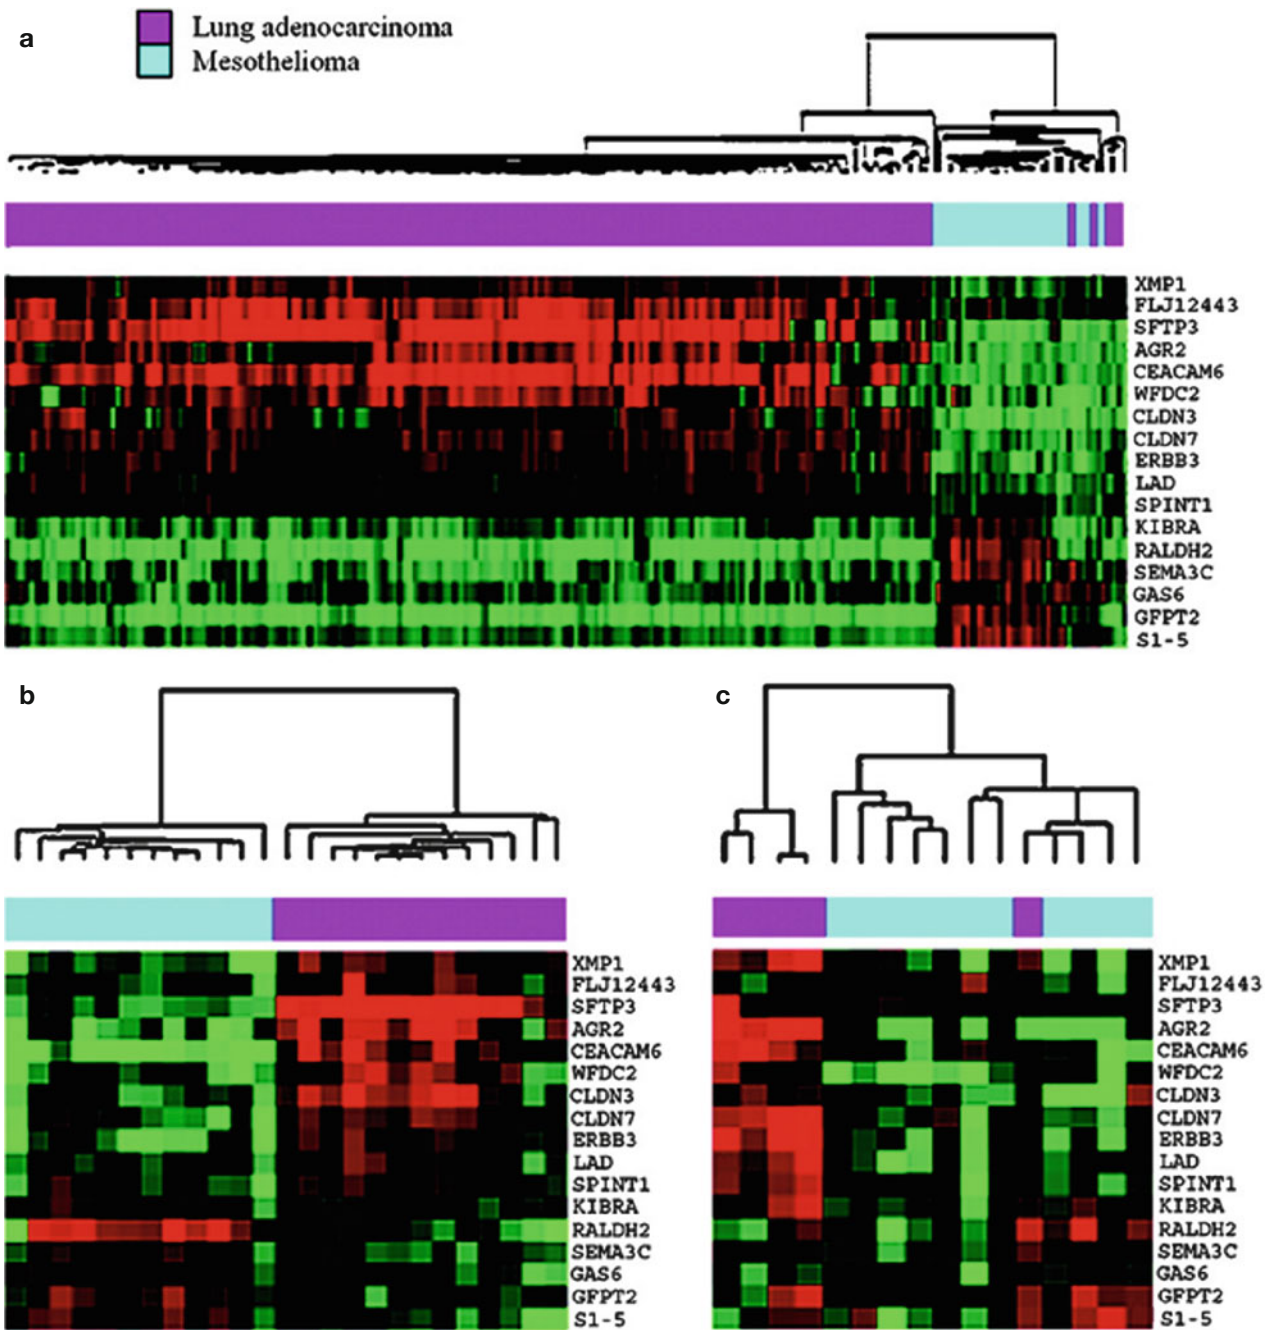 a
Lung adenocarcinoma
Mesothelioma
XMP1
FLJ12443
SFTP3
AGR2
CEACAM6
WFDC2
CLDN3
CLDN7
ERBB3
LAD
SPINT1
KIBRA
RALDH2
SEMA3C
GAS6
GFPT2
S1-5
b
XMP1
FLJ12443
SFTP3
AGR2
CEACAM6
WFDC2
CLDN3
CLDN7
ERBB3
LAD
SPINT1
KIBRA
RALDH2
SEMA3C
GAS6
GFPT2
S1-5
c
XMP1
FLJ12443
SFTP3
AGR2
CEACAM6
WFDC2
CLDN3
CLDN7
ERBB3
LAD
SPINT1
KIBRA
RALDH2
SEMA3C
GAS6
GFPT2
S1-5